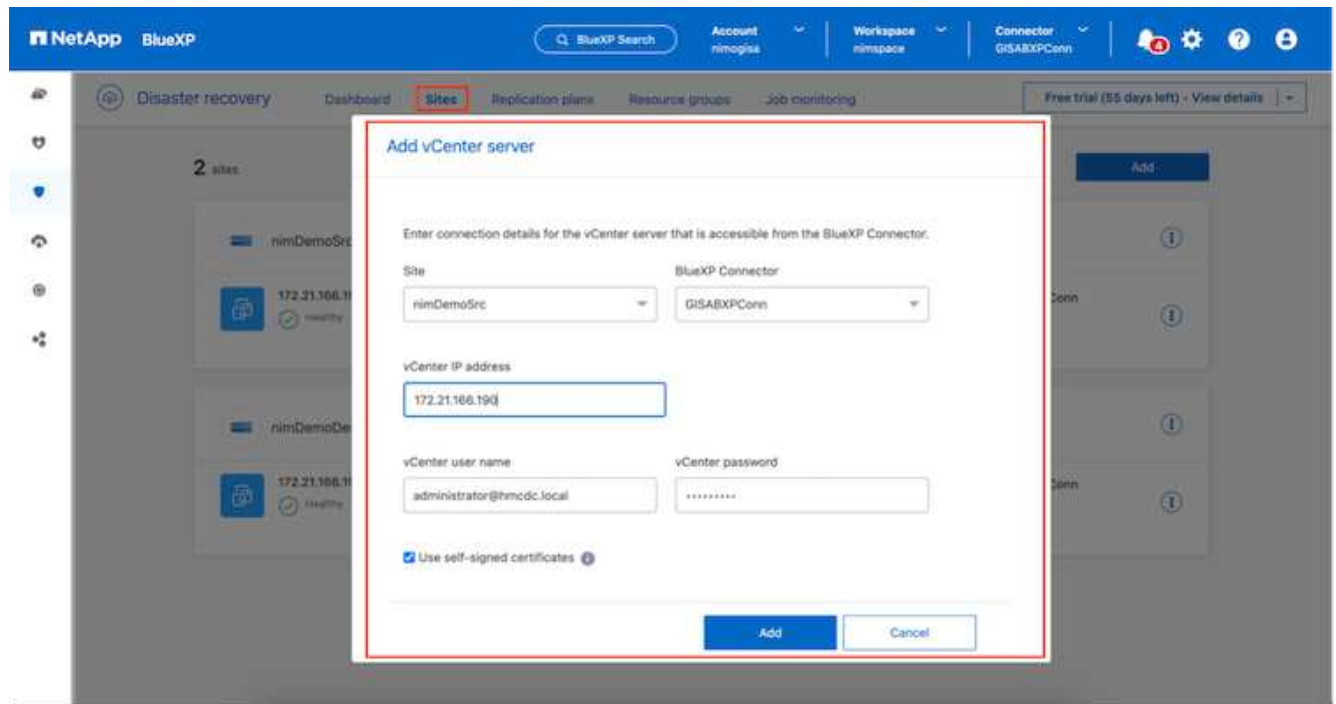 NetApp BlueXP
BlueXP Search
Account
nimogisa
Workspace
nimspace
Connector
GISABXPConn
4
Disaster recovery
Dashboard
Sites
Replication plans
Resource groups
Job monitoring
Free trial (55 days left) - View details
2 sites
Add
Add vCenter server
Enter connection details for the vCenter server that is accessible from the BlueXP Connector.
Site
BlueXP Connector
nimDemoSrc
GISABXPConn
vCenter IP address
172.21.166.190
vCenter user name
vCenter password
administrator@hmcdc.local
•••••••••
Use self-signed certificates
Add
Cancel
nimDemoSrc
172.21.166.1
Healthy
Conn
nimDemoDe
172.21.166.1
Healthy
Conn